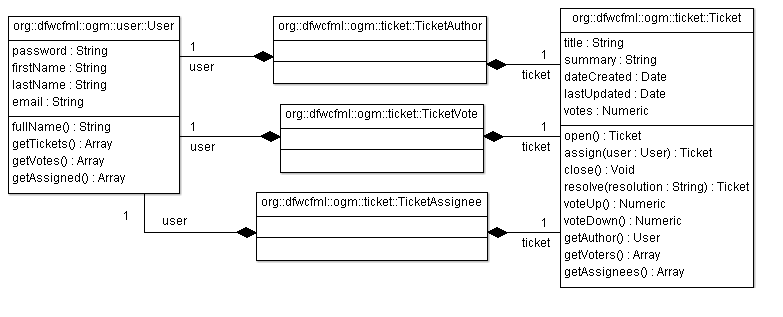 org::dfwcfml::ogm::user::User
password : String
firstName : String
lastName : String
email : String
fullName() : String
getTickets() : Array
getVotes() : Array
getAssigned() : Array
1
user
org::dfwcfml::ogm::ticket::TicketAuthor
1
ticket
1
user
org::dfwcfml::ogm::ticket::TicketVote
1
ticket
1
user
org::dfwcfml::ogm::ticket::TicketAssignee
1
ticket
org::dfwcfml::ogm::ticket::Ticket
title : String
summary : String
dateCreated : Date
lastUpdated : Date
votes : Numeric
open() : Ticket
assign(user : User) : Ticket
close() : Void
resolve(resolution : String) : Ticket
voteUp() : Numeric
voteDown() : Numeric
getAuthor() : User
getVoters() : Array
getAssignees() : Array